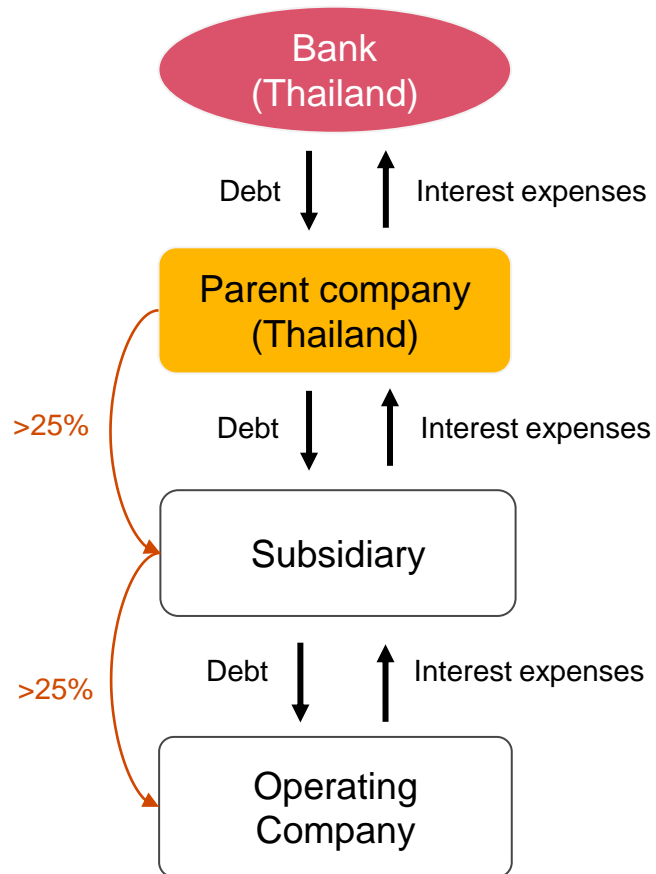 Bank
(Thailand)
Debt
Interest expenses
Parent company
(Thailand)
>25%
Debt
Interest expenses
Subsidiary
>25%
Debt
Interest expenses
Operating
Company